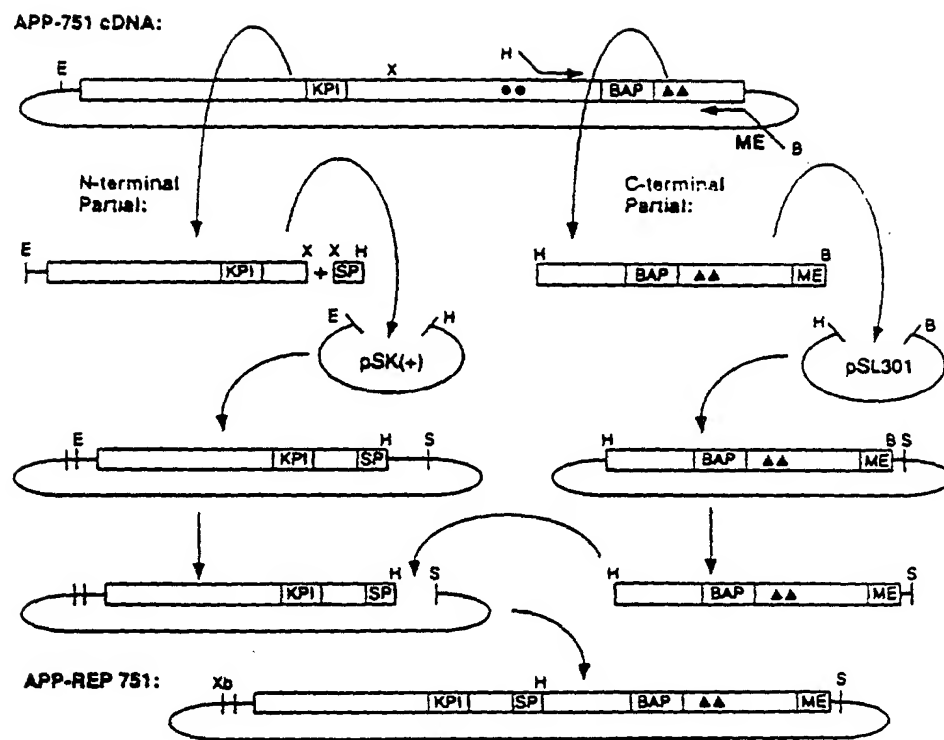 APP-751 cDNA:
H
E
X
KPI
BAP
ME
B
N-terminal
Partial:
C-terminal
Partial:
E
X
X
H
KPI
+
SP
H
B
BAP
ME
E
H
pSK(+)
H
B
pSL301
E
H
S
KPI
SP
H
B
S
BAP
ME
H
S
KPI
SP
H
S
BAP
ME
APP-REP 751:
Xb
H
S
KPI
SP
BAP
ME